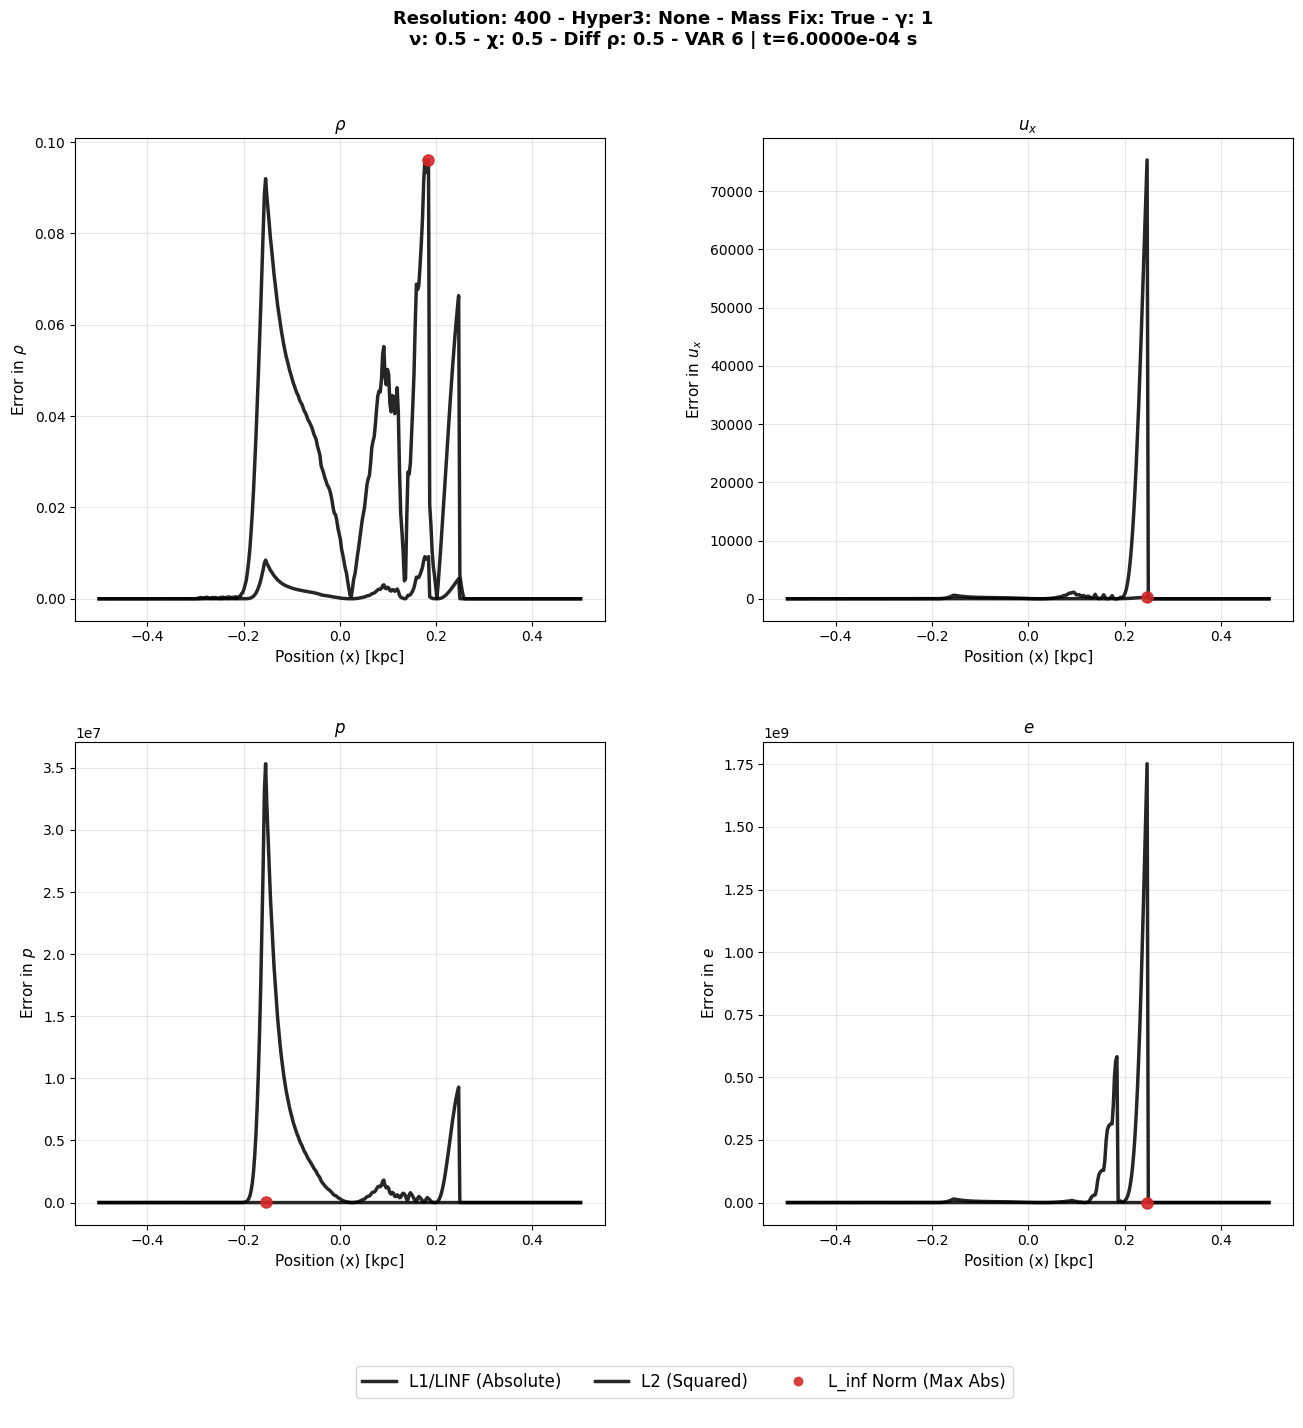 Resolution: 400 - Hyper3: None - Mass Fix: True - γ: 1
ν: 0.5 - χ: 0.5 - Diff ρ: 0.5 - VAR 6 | t=6.0000e-04 s
ρ
0.10
0.08
0.06
0.04
0.02
0.00
Error in ρ
−0.4 −0.2 0.0 0.2 0.4
Position (x) [kpc]
u_x
70000
60000
50000
40000
30000
20000
10000
0
Error in u_x
−0.4 −0.2 0.0 0.2 0.4
Position (x) [kpc]
p
1e7
3.5
3.0
2.5
2.0
1.5
1.0
0.5
0.0
Error in p
−0.4 −0.2 0.0 0.2 0.4
Position (x) [kpc]
e
1e9
1.75
1.50
1.25
1.00
0.75
0.50
0.25
0.00
Error in e
−0.4 −0.2 0.0 0.2 0.4
Position (x) [kpc]
L1/LINF (Absolute) L2 (Squared) L_inf Norm (Max Abs)